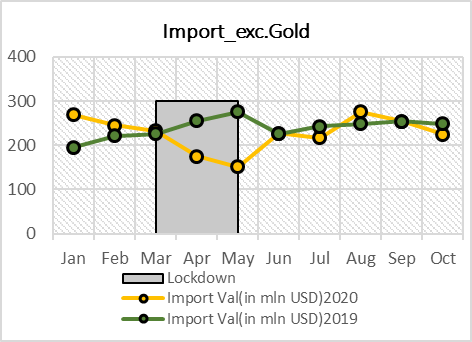 Import_exc.Gold
400
300
200
100
0
Jan Feb Mar Apr May Jun Jul Aug Sep Oct
Lockdown
Import Val(in mln USD)2020
Import Val(in mln USD)2019